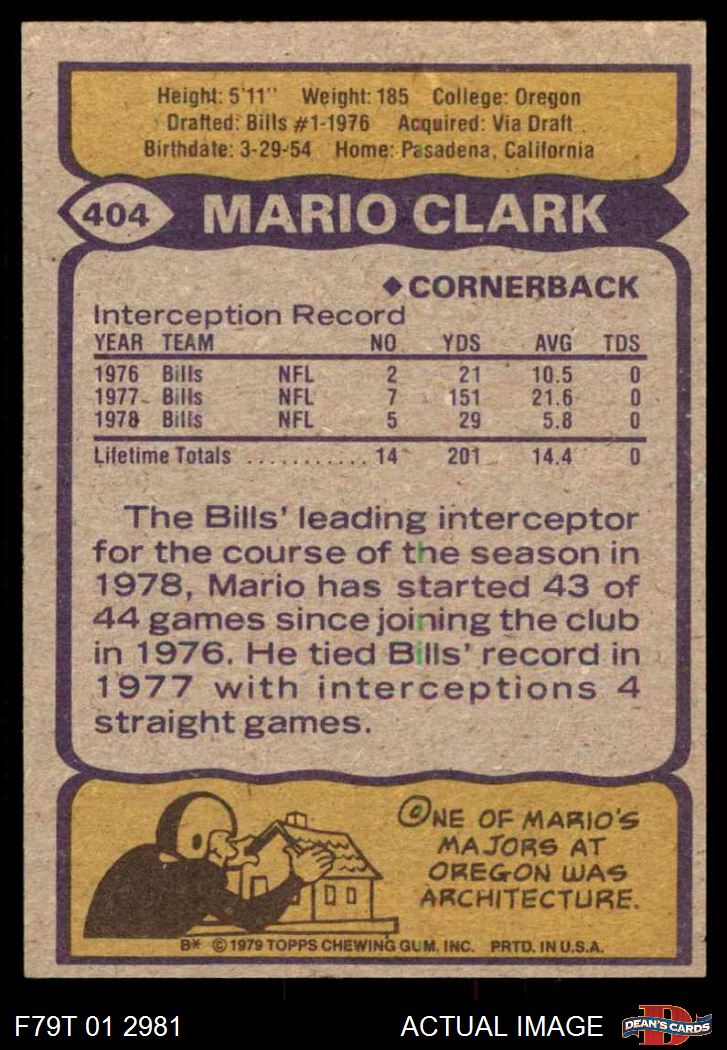 Height: 5'11" Weight: 185 College: Oregon
Drafted: Bills #1-1976 Acquired: Via Draft
Birthdate: 3-29-54 Home: Pasadena, California
404 MARIO CLARK
◆CORNERBACK
Interception Record
YEAR TEAM NO YDS AVG TDS
1976 Bills NFL 2 21 10.5 0
1977 Bills NFL 7 151 21.6 0
1978 Bills NFL 5 29 5.8 0
Lifetime Totals ........... 14 201 14.4 0
The Bills' leading interceptor
for the course of the season in
1978, Mario has started 43 of
44 games since joining the club
in 1976. He tied Bills' record in
1977 with interceptions 4
straight games.
ONE OF MARIO'S
MAJORS AT
OREGON WAS
ARCHITECTURE.
B* © 1979 TOPPS CHEWING GUM, INC. PRTD. IN U.S.A.
F79T 01 2981 ACTUAL IMAGE
D
DEAN'S CARDS